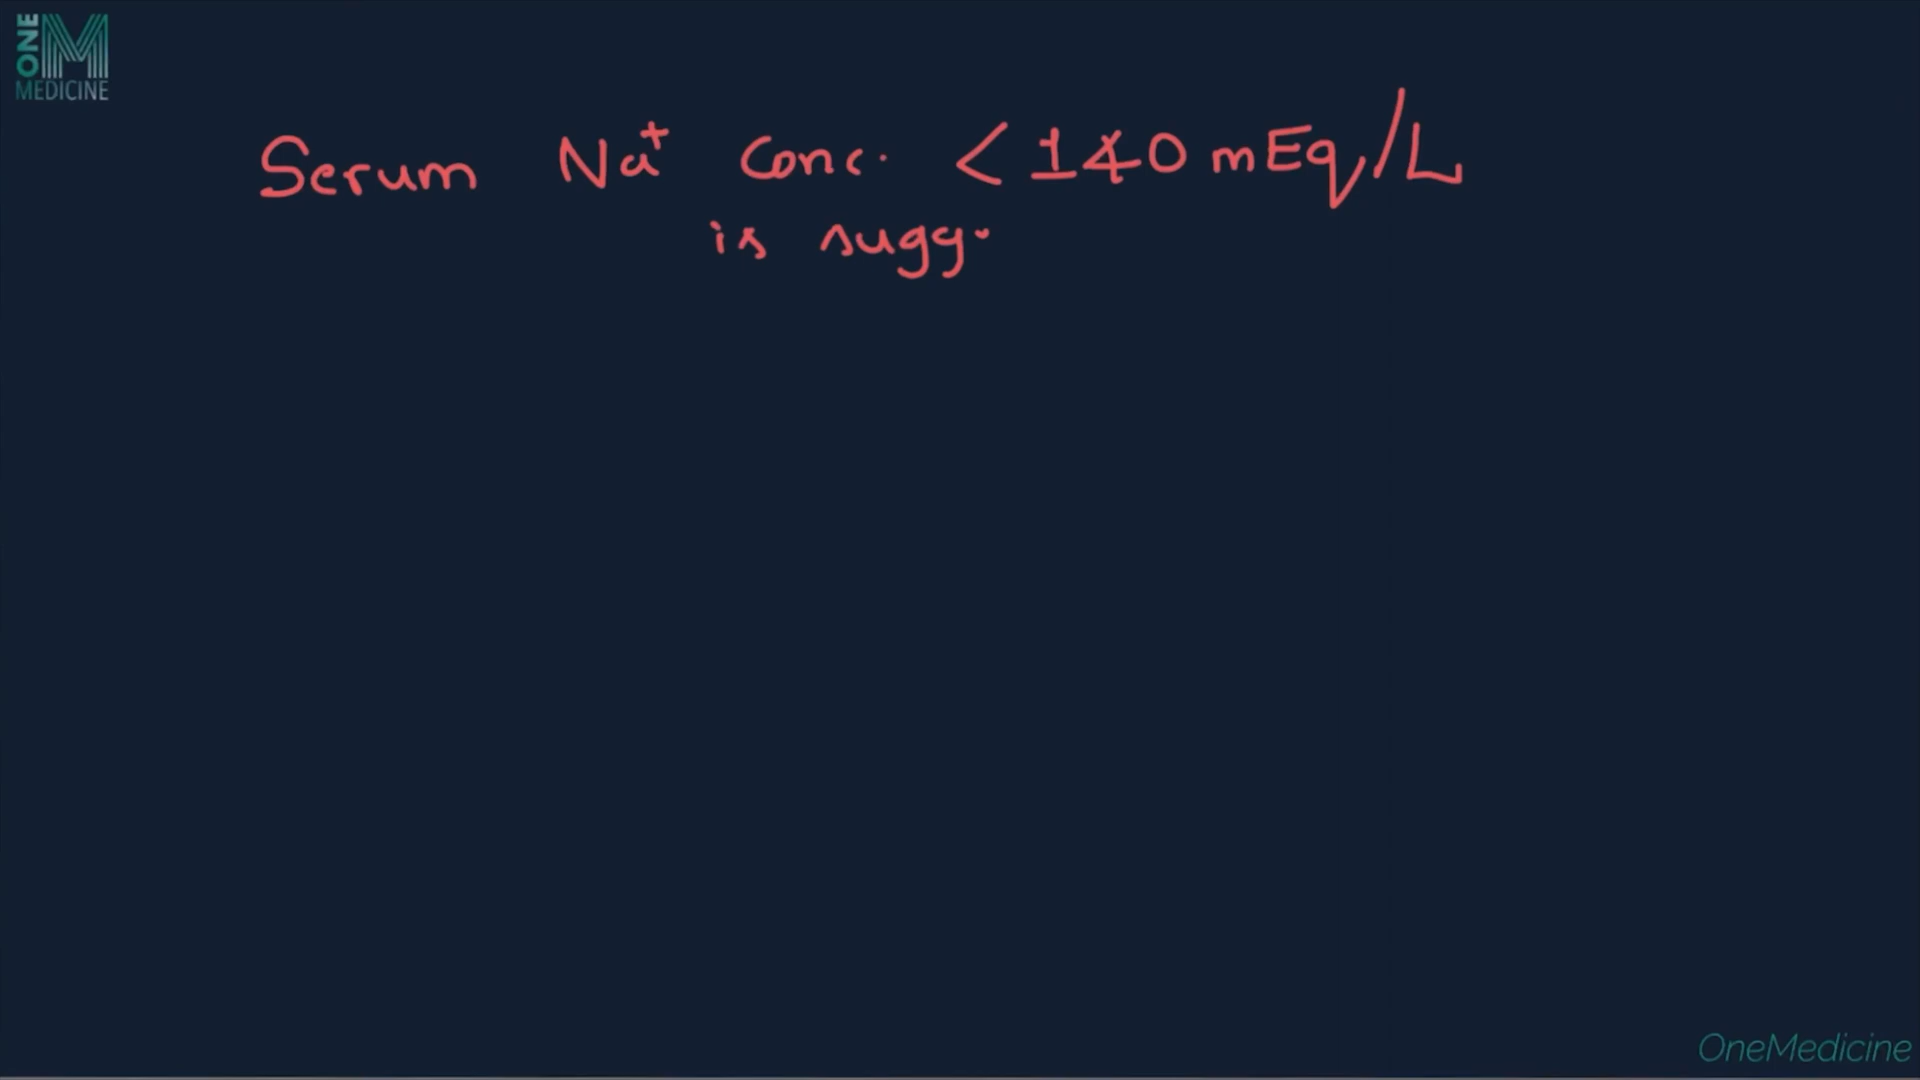 ONE M
MEDICINE
Serum Na⁺ Conc. < 140 mEq/L
is sugg.
OneMedicine